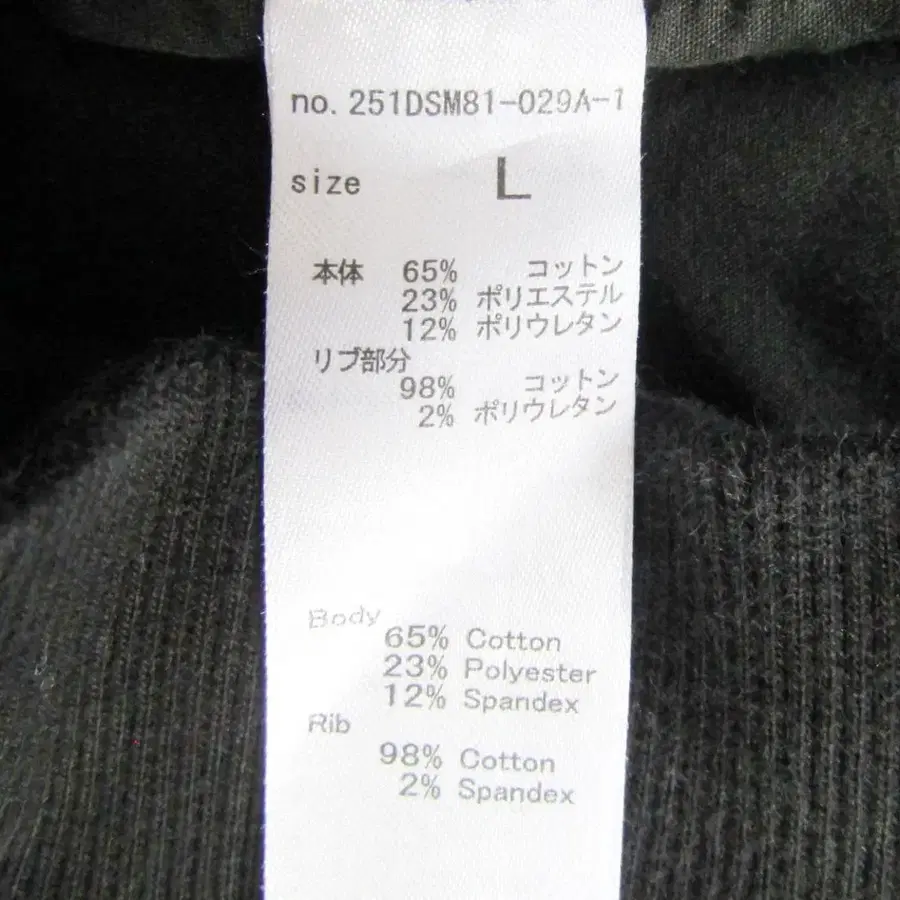 no. 251DSM81-029A-1
size L
本体 65% コットン
23% ポリエステル
12% ポリウレタン
リブ部分
98% コットン
2% ポリウレタン
Body
65% Cotton
23% Polyester
12% Spandex
Rib
98% Cotton
2% Spandex